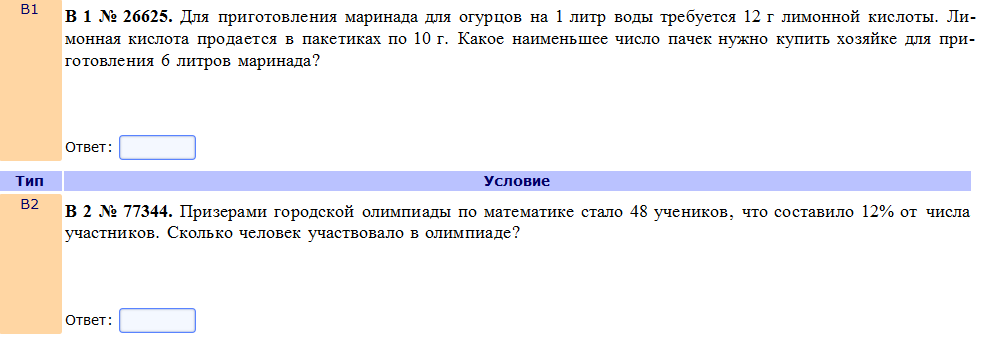 B1
В 1 № 26625. Для приготовления маринада для огурцов на 1 литр воды требуется 12 г лимонной кислоты. Ли-
монная кислота продается в пакетиках по 10 г. Какое наименьшее число пачек нужно купить хозяйке для при-
готовления 6 литров маринада?
Ответ:
Тип Условие
B2
В 2 № 77344. Призерами городской олимпиады по математике стало 48 учеников, что составило 12% от числа
участников. Сколько человек участвовало в олимпиаде?
Ответ: